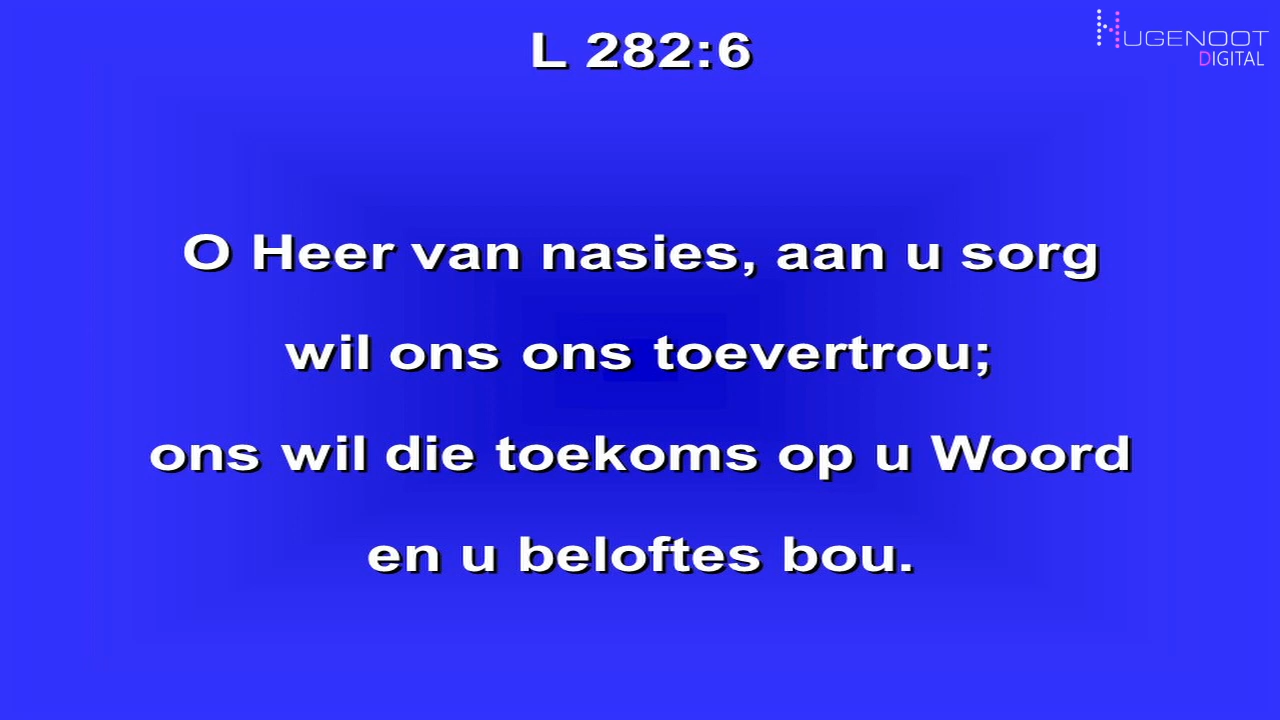 L 282:6
HUGENOOT
DIGITAL
O Heer van nasies, aan u sorg
wil ons ons toevertrou;
ons wil die toekoms op u Woord
en u beloftes bou.